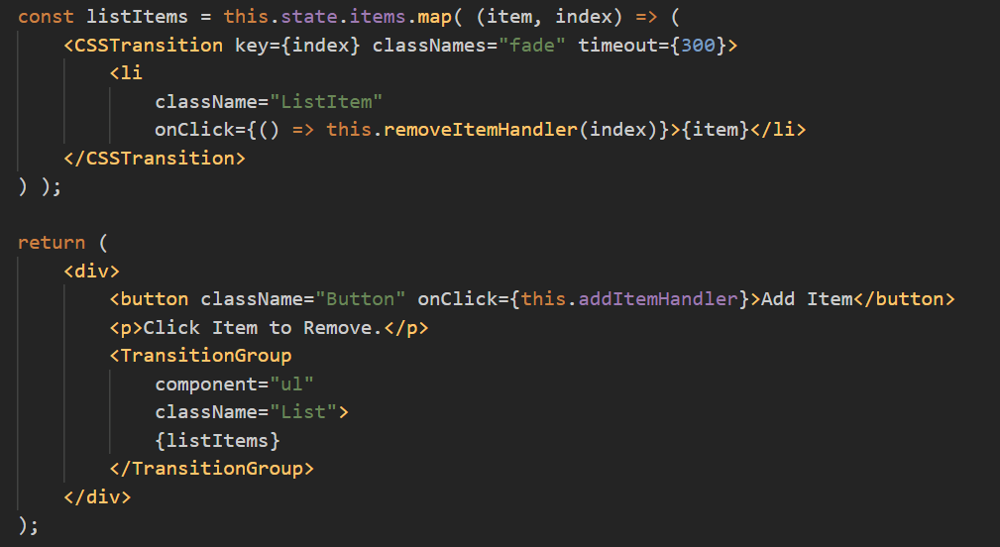 const listItems = this.state.items.map( (item, index) => (
    <CSSTransition key={index} classNames="fade" timeout={300}>
        <li
            className="ListItem"
            onClick={() => this.removeItemHandler(index)}>{item}</li>
    </CSSTransition>
) );

return (
    <div>
        <button className="Button" onClick={this.addItemHandler}>Add Item</button>
        <p>Click Item to Remove.</p>
        <TransitionGroup
            component="ul"
            className="List">
            {listItems}
        </TransitionGroup>
    </div>
);